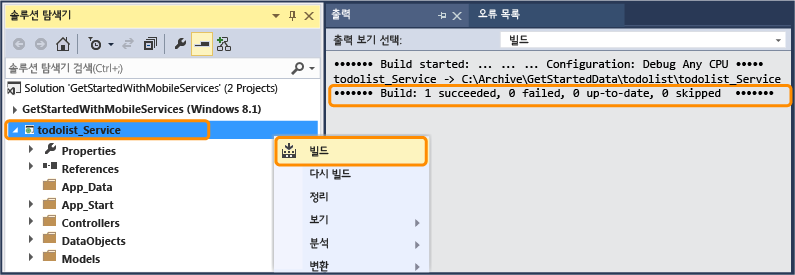 솔루션 탐색기
솔루션 탐색기 검색(Ctrl+;)
Solution 'GetStartedWithMobileServices' (2 Projects)
GetStartedWithMobileServices (Windows 8.1)
todolist_Service
Properties
References
App_Data
App_Start
Controllers
DataObjects
Models
빌드
다시 빌드
정리
보기
분석
변환
출력
오류 목록
출력 보기 선택:
빌드
••••••• Build started: ... ... ... Configuration: Debug Any CPU •••••
todolist_Service -> C:\Archive\GetStartedData\todolist\todolist_Service
••••••• Build: 1 succeeded, 0 failed, 0 up-to-date, 0 skipped •••••••